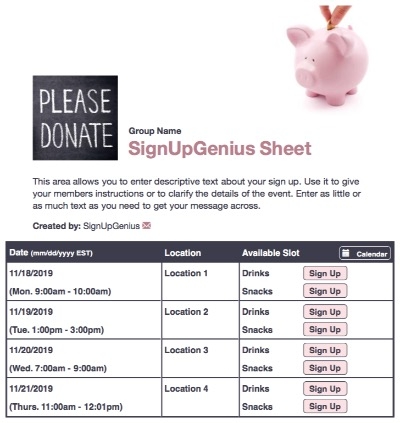 PLEASE
DONATE
Group Name
SignUpGenius Sheet
This area allows you to enter descriptive text about your sign up. Use it to give
your members instructions or to clarify the details of the event. Enter as little or
as much text as you need to get your message across.
Created by: SignUpGenius
Date (mm/dd/yyyy EST) Location Available Slot Calendar
11/18/2019 Location 1 Drinks Sign Up
(Mon. 9:00am - 10:00am) Snacks Sign Up
11/19/2019 Location 2 Drinks Sign Up
(Tue. 1:00pm - 3:00pm) Snacks Sign Up
11/20/2019 Location 3 Drinks Sign Up
(Wed. 7:00am - 9:00am) Snacks Sign Up
11/21/2019 Location 4 Drinks Sign Up
(Thurs. 11:00am - 12:01pm) Snacks Sign Up